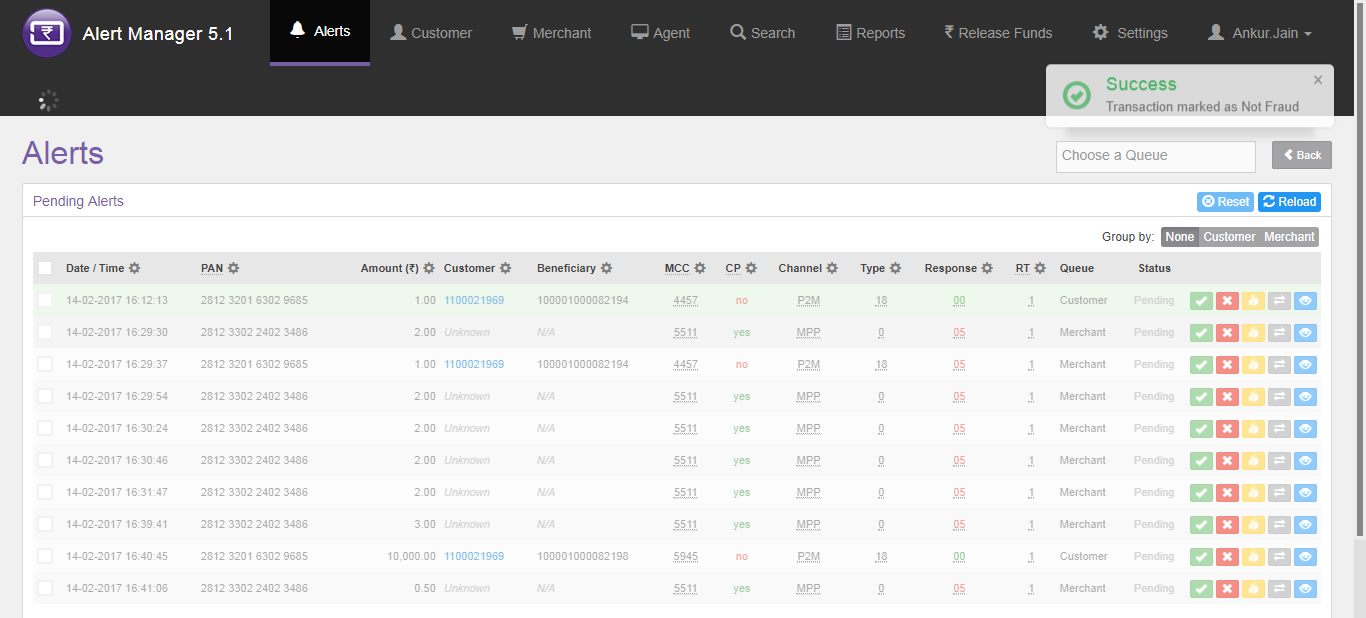 Alert Manager 5.1 Alerts Customer Merchant Agent Search Reports ₹ Release Funds Settings Ankur.Jain
Success ×
Transaction marked as Not Fraud
Alerts Choose a Queue Back
Pending Alerts Reset Reload
Group by: None Customer Merchant
Date / Time PAN Amount (₹) Customer Beneficiary MCC CP Channel Type Response RT Queue Status
14-02-2017 16:12:13 2812 3201 6302 9685 1.00 1100021969 100001000082194 4457 no P2M 18 00 1 Customer Pending
14-02-2017 16:29:30 2812 3302 2402 3486 2.00 Unknown N/A 5511 yes MPP 0 05 1 Merchant Pending
14-02-2017 16:29:37 2812 3201 6302 9685 1.00 1100021969 100001000082194 4457 no P2M 18 05 1 Merchant Pending
14-02-2017 16:29:54 2812 3302 2402 3486 2.00 Unknown N/A 5511 yes MPP 0 05 1 Merchant Pending
14-02-2017 16:30:24 2812 3302 2402 3486 2.00 Unknown N/A 5511 yes MPP 0 05 1 Merchant Pending
14-02-2017 16:30:46 2812 3302 2402 3486 2.00 Unknown N/A 5511 yes MPP 0 05 1 Merchant Pending
14-02-2017 16:31:47 2812 3302 2402 3486 2.00 Unknown N/A 5511 yes MPP 0 05 1 Merchant Pending
14-02-2017 16:39:41 2812 3302 2402 3486 3.00 Unknown N/A 5511 yes MPP 0 05 1 Merchant Pending
14-02-2017 16:40:45 2812 3201 6302 9685 10,000.00 1100021969 100001000082198 5945 no P2M 18 00 1 Customer Pending
14-02-2017 16:41:06 2812 3302 2402 3486 0.50 Unknown N/A 5511 yes MPP 0 05 1 Merchant Pending